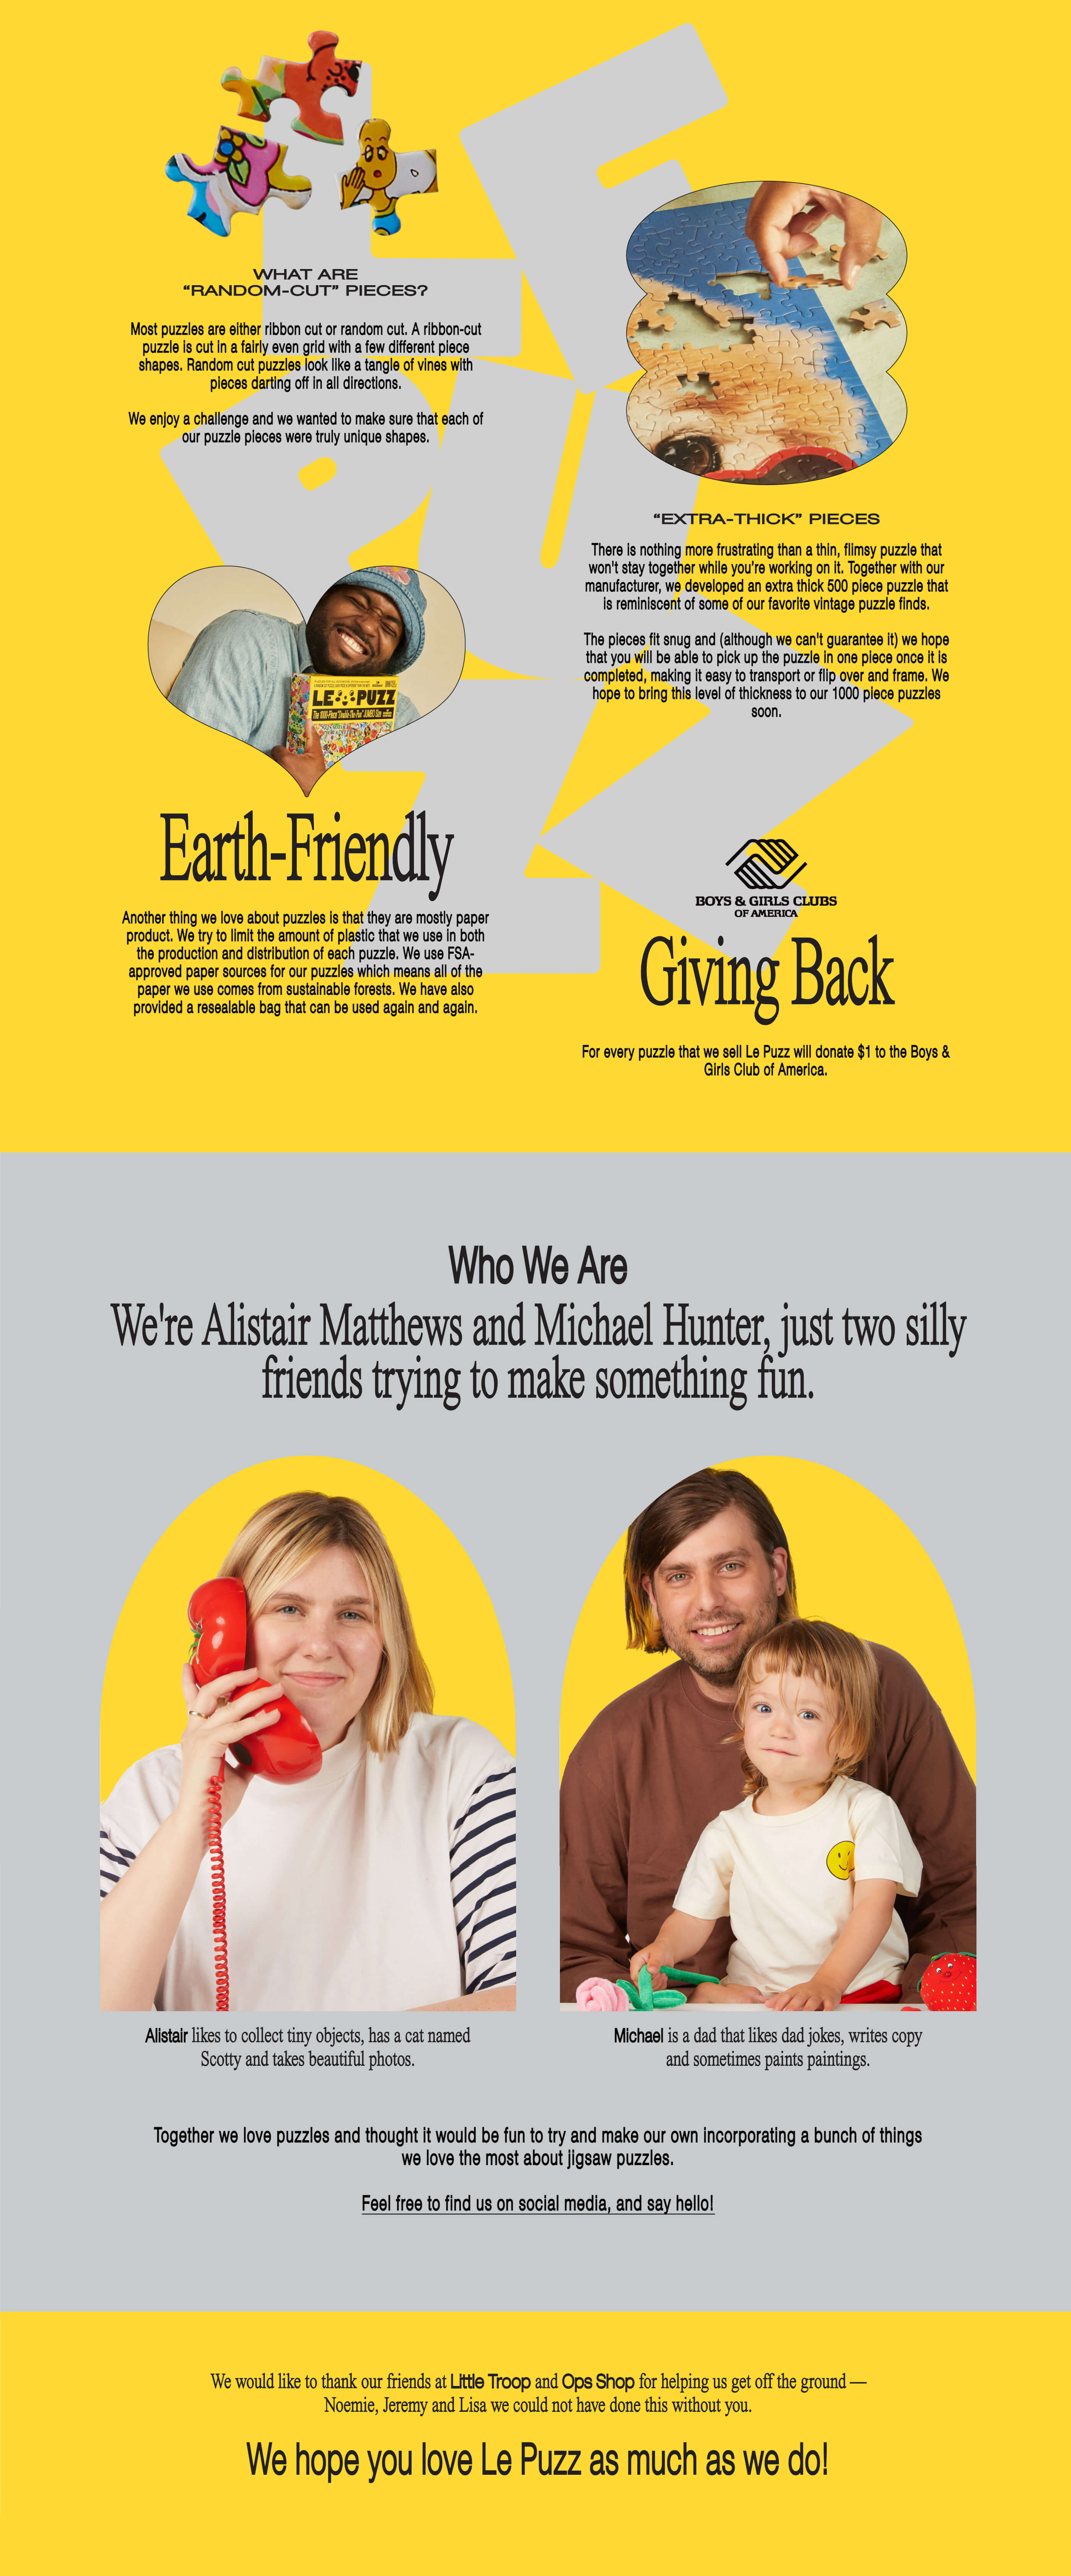 WHAT ARE
“RANDOM-CUT” PIECES?
Most puzzles are either ribbon cut or random cut. A ribbon-cut
puzzle is cut in a fairly even grid with a few different piece
shapes. Random cut puzzles look like a tangle of vines with
pieces darting off in all directions.
We enjoy a challenge and we wanted to make sure that each of
our puzzle pieces were truly unique shapes.
“EXTRA-THICK” PIECES
There is nothing more frustrating than a thin, flimsy puzzle that
won't stay together while you’re working on it. Together with our
manufacturer, we developed an extra thick 500 piece puzzle that
is reminiscent of some of our favorite vintage puzzle finds.
The pieces fit snug and (although we can't guarantee it) we hope
that you will be able to pick up the puzzle in one piece once it is
completed, making it easy to transport or flip over and frame. We
hope to bring this level of thickness to our 1000 piece puzzles
soon.
LE PUZZ
LE PUZZ
Earth-Friendly
Another thing we love about puzzles is that they are mostly paper
product. We try to limit the amount of plastic that we use in both
the production and distribution of each puzzle. We use FSA-
approved paper sources for our puzzles which means all of the
paper we use comes from sustainable forests. We have also
provided a resealable bag that can be used again and again.
BOYS & GIRLS CLUBS
OF AMERICA
Giving Back
For every puzzle that we sell Le Puzz will donate $1 to the Boys &
Girls Club of America.
Who We Are
We're Alistair Matthews and Michael Hunter, just two silly
friends trying to make something fun.
Alistair likes to collect tiny objects, has a cat named
Scotty and takes beautiful photos.
Michael is a dad that likes dad jokes, writes copy
and sometimes paints paintings.
Together we love puzzles and thought it would be fun to try and make our own incorporating a bunch of things
we love the most about jigsaw puzzles.
Feel free to find us on social media, and say hello!
We would like to thank our friends at Little Troop and Ops Shop for helping us get off the ground —
Noemie, Jeremy and Lisa we could not have done this without you.
We hope you love Le Puzz as much as we do!